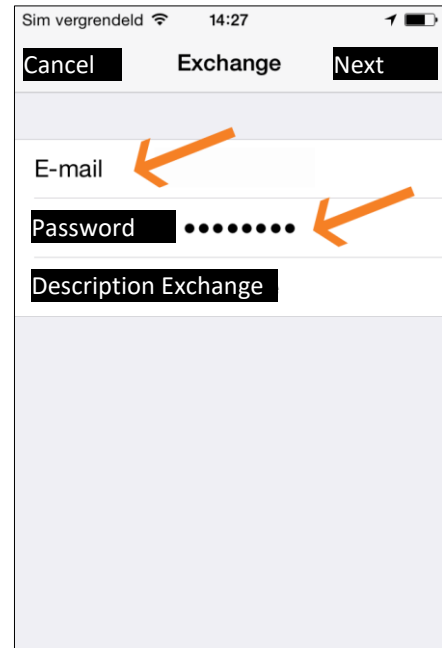 Sim vergrendeld 14:27
Cancel Exchange Next
E-mail
Password ••••••••
Description Exchange